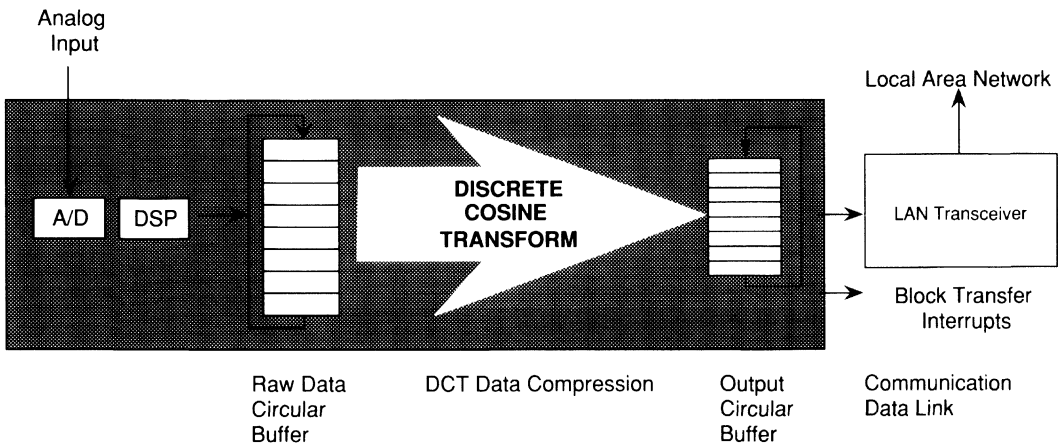 Analog
Input
Local Area Network
A/D
DSP
DISCRETE
COSINE
TRANSFORM
LAN Transceiver
Block Transfer
Interrupts
Raw Data
Circular
Buffer
DCT Data Compression
Output
Circular
Buffer
Communication
Data Link